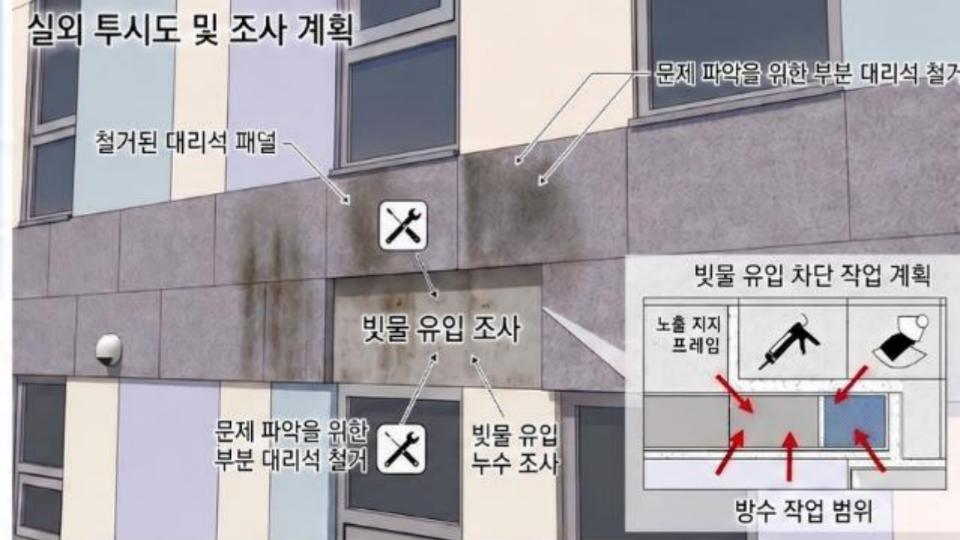 실외 투시도 및 조사 계획
문제 파악을 위한 부분 대리석 철거
철거된 대리석 패널
빗물 유입 조사
문제 파악을 위한
부분 대리석 철거
빗물 유입
누수 조사
빗물 유입 차단 작업 계획
노출 지지
프레임
방수 작업 범위